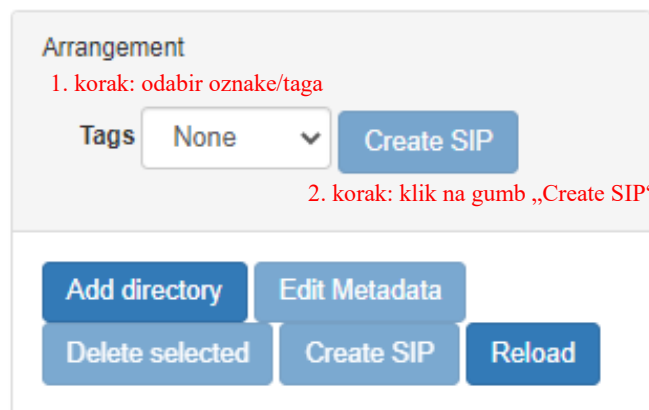 Arrangement
1. korak: odabir oznake/taga
Tags None Create SIP
2. korak: klik na gumb „Create SIP“
Add directory Edit Metadata
Delete selected Create SIP Reload